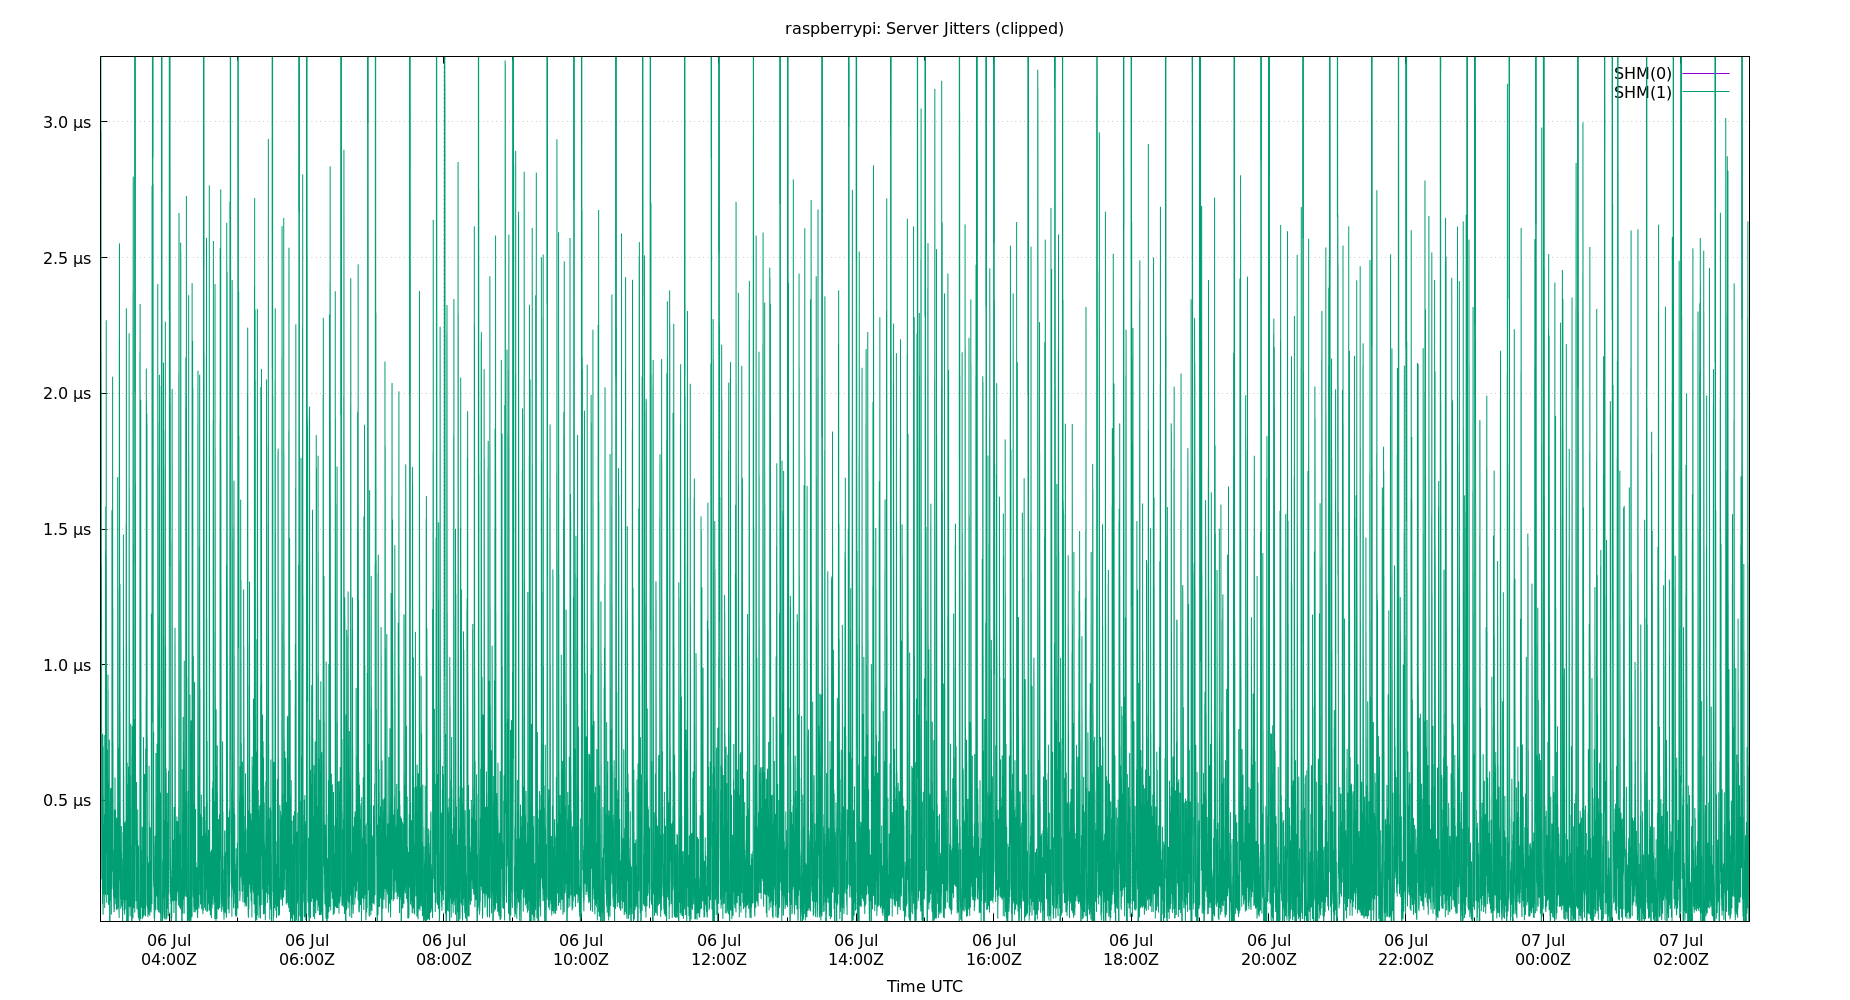 raspberrypi: Server Jitters (clipped)
SHM(0)
SHM(1)
3.0 µs
2.5 µs
2.0 µs
1.5 µs
1.0 µs
0.5 µs
06 Jul 06 Jul 06 Jul 06 Jul 06 Jul 06 Jul 06 Jul 06 Jul 06 Jul 06 Jul 07 Jul 07 Jul
04:00Z 06:00Z 08:00Z 10:00Z 12:00Z 14:00Z 16:00Z 18:00Z 20:00Z 22:00Z 00:00Z 02:00Z
Time UTC